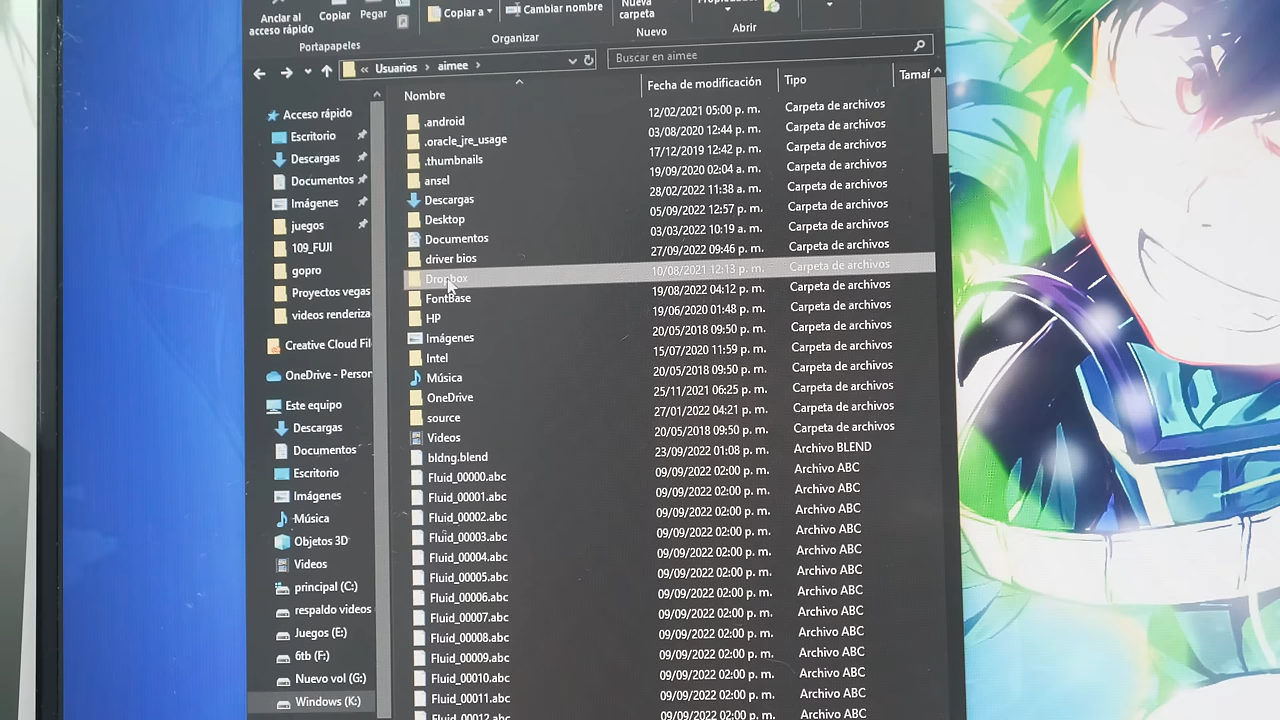 Anclar al
acceso rápido
Copiar
Pegar
Portapapeles
Copiar a
Cambiar nombre
Organizar
Nueva
carpeta
Nuevo
Abrir
« Usuarios › aimee ›
Buscar en aimee
Nombre
Fecha de modificación
Tipo
Tamañ
Acceso rápido
Escritorio
Descargas
Documentos
Imágenes
juegos
109_FUJI
gopro
Proyectos vegas
videos renderiza
Creative Cloud Fil
OneDrive - Person
Este equipo
Descargas
Documentos
Escritorio
Imágenes
Música
Objetos 3D
Videos
principal (C:)
respaldo videos
Juegos (E:)
6tb (F:)
Nuevo vol (G:)
Windows (K:)
.android 12/02/2021 05:00 p. m. Carpeta de archivos
.oracle_jre_usage 03/08/2020 12:44 p. m. Carpeta de archivos
.thumbnails 17/12/2019 12:42 p. m. Carpeta de archivos
ansel 19/09/2020 02:04 a. m. Carpeta de archivos
Descargas 28/02/2022 11:38 a. m. Carpeta de archivos
Desktop 05/09/2022 12:57 p. m. Carpeta de archivos
Documentos 03/03/2022 10:19 a. m. Carpeta de archivos
driver bios 27/09/2022 09:46 p. m. Carpeta de archivos
Dropbox 10/08/2021 12:13 p. m. Carpeta de archivos
FontBase 19/08/2022 04:12 p. m. Carpeta de archivos
HP 19/06/2020 01:48 p. m. Carpeta de archivos
Imágenes 20/05/2018 09:50 p. m. Carpeta de archivos
Intel 15/07/2020 11:59 p. m. Carpeta de archivos
Música 20/05/2018 09:50 p. m. Carpeta de archivos
OneDrive 25/11/2021 06:25 p. m. Carpeta de archivos
source 27/01/2022 04:21 p. m. Carpeta de archivos
Videos 20/05/2018 09:50 p. m. Carpeta de archivos
bldng.blend 23/09/2022 01:08 p. m. Archivo BLEND
Fluid_00000.abc 09/09/2022 02:00 p. m. Archivo ABC
Fluid_00001.abc 09/09/2022 02:00 p. m. Archivo ABC
Fluid_00002.abc 09/09/2022 02:00 p. m. Archivo ABC
Fluid_00003.abc 09/09/2022 02:00 p. m. Archivo ABC
Fluid_00004.abc 09/09/2022 02:00 p. m. Archivo ABC
Fluid_00005.abc 09/09/2022 02:00 p. m. Archivo ABC
Fluid_00006.abc 09/09/2022 02:00 p. m. Archivo ABC
Fluid_00007.abc 09/09/2022 02:00 p. m. Archivo ABC
Fluid_00008.abc 09/09/2022 02:00 p. m. Archivo ABC
Fluid_00009.abc 09/09/2022 02:00 p. m. Archivo ABC
Fluid_00010.abc 09/09/2022 02:00 p. m. Archivo ABC
Fluid_00011.abc 09/09/2022 02:00 p. m. Archivo ABC
Fluid_00012.abc 09/09/2022 02:00 p. m. Archivo ABC